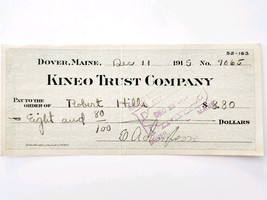 52-163
DOVER, MAINE, Dec 11 1915 No. 7065
KINEO TRUST COMPANY
PAY TO THE ORDER OF Robert Hills $ 8.80
Eight and 80/100 DOLLARS